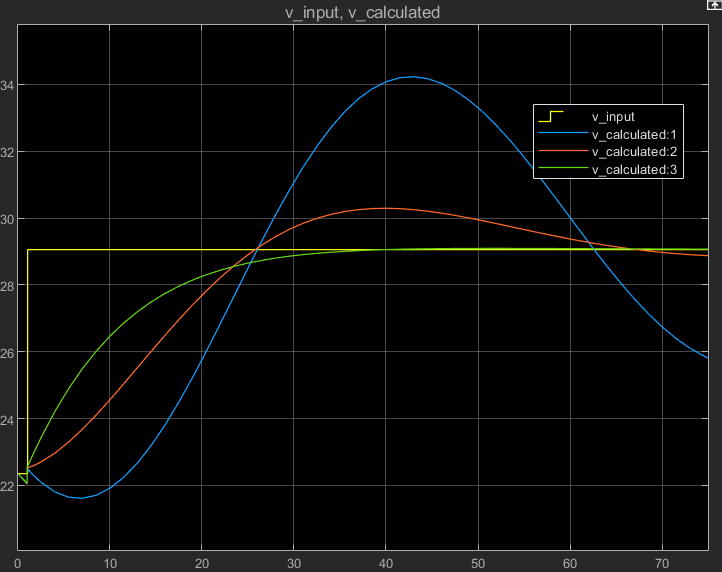 v_input, v_calculated
34
32
30
28
26
24
22
v_input
v_calculated:1
v_calculated:2
v_calculated:3
0 10 20 30 40 50 60 70